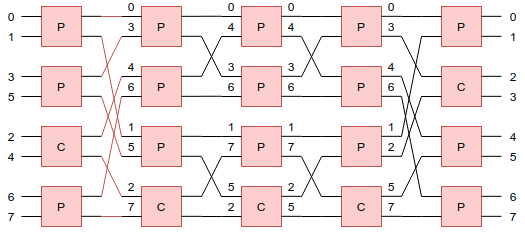 0 0 0 0
0 0
P 3 P 4 P 4 P 3 P
1 1
4 3 3 4
3 2
P 6 P 6 P 6 P 6 C
5 3
1 1 1 1
2 4
C 5 P 7 P 7 P 2 P
4 5
2 5 2 5
6 6
P 7 C 2 C 5 C 7 P
7 7